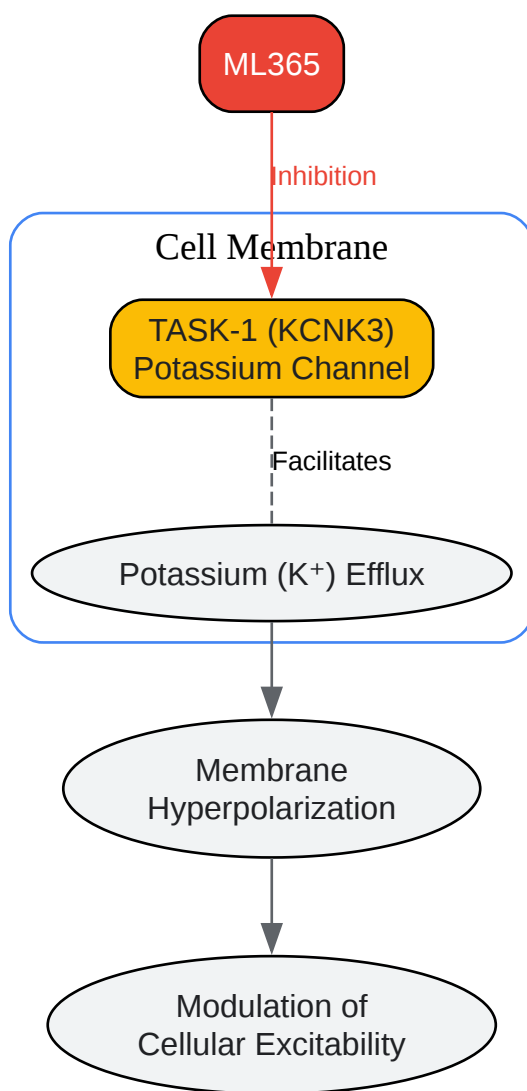 ML365
Inhibition
Cell Membrane
TASK-1 (KCNK3)
Potassium Channel
Facilitates
Potassium (K⁺) Efflux
Membrane
Hyperpolarization
Modulation of
Cellular Excitability